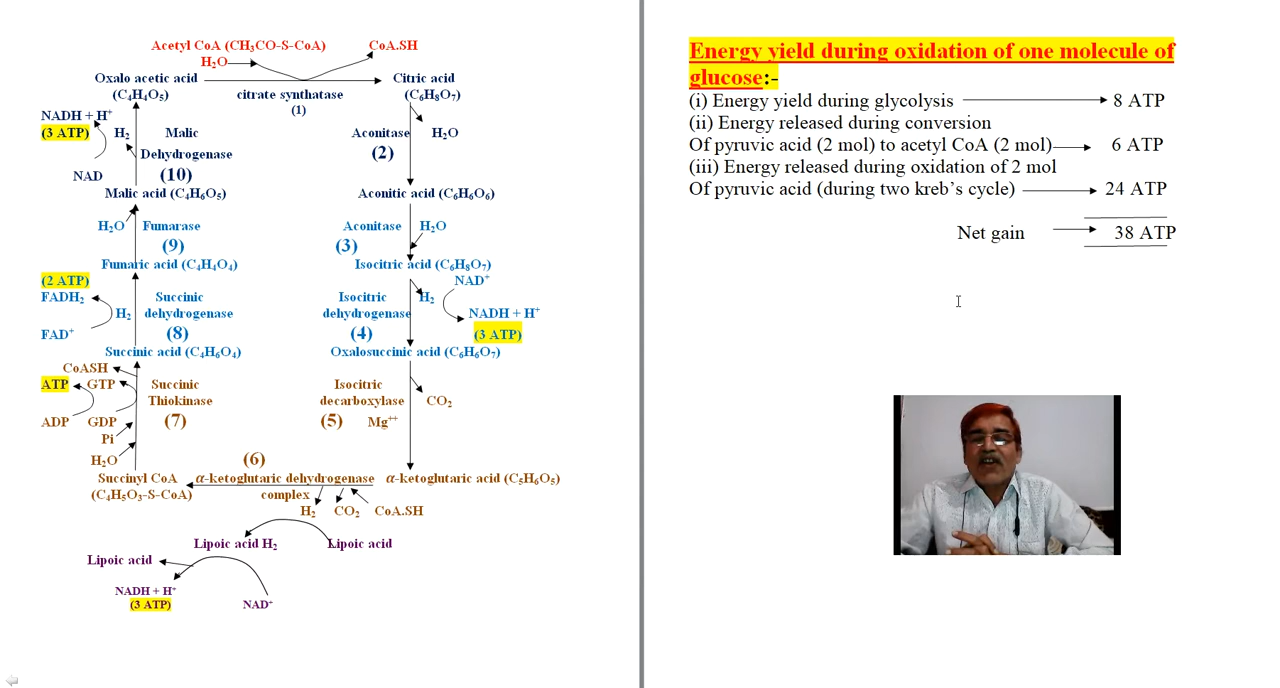 Acetyl CoA (CH₃CO-S-CoA) CoA.SH
H₂O
Oxalo acetic acid Citric acid
(C₄H₄O₅) citrate synthatase (C₆H₈O₇)
(1)
NADH + H⁺
(3 ATP) H₂ Malic Aconitase H₂O
Dehydrogenase (2)
NAD (10)
Malic acid (C₄H₆O₅) Aconitic acid (C₆H₆O₆)
H₂O Fumarase Aconitase H₂O
(9) (3)
Fumaric acid (C₄H₄O₄) Isocitric acid (C₆H₈O₇)
(2 ATP) NAD⁺
FADH₂ Succinic Isocitric H₂
H₂ dehydrogenase dehydrogenase NADH + H⁺
FAD⁺ (8) (4) (3 ATP)
Succinic acid (C₄H₆O₄) Oxalosuccinic acid (C₆H₆O₇)
CoASH
ATP GTP Succinic Isocitric
Thiokinase decarboxylase CO₂
ADP GDP (7) (5) Mg⁺⁺
Pi
H₂O (6)
Succinyl CoA α-ketoglutaric dehydrogenase α-ketoglutaric acid (C₅H₆O₅)
(C₄H₅O₃-S-CoA) complex
H₂ CO₂ CoA.SH
Lipoic acid H₂ Lipoic acid
Lipoic acid
NADH + H⁺
(3 ATP) NAD⁺
Energy yield during oxidation of one molecule of
glucose:-
(i) Energy yield during glycolysis 8 ATP
(ii) Energy released during conversion
Of pyruvic acid (2 mol) to acetyl CoA (2 mol) 6 ATP
(iii) Energy released during oxidation of 2 mol
Of pyruvic acid (during two kreb's cycle) 24 ATP
Net gain 38 ATP